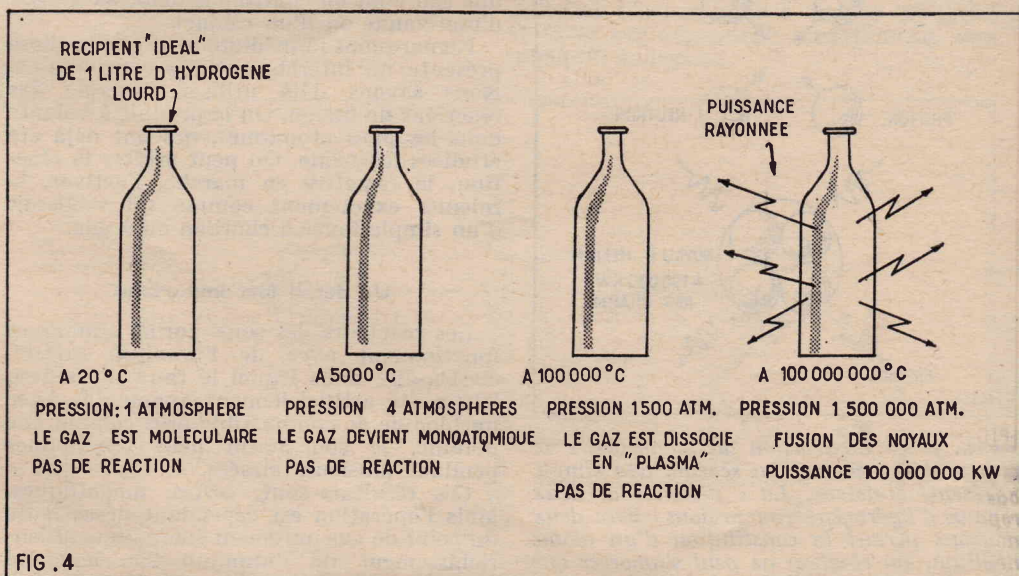 RECIPIENT "IDEAL"
DE 1 LITRE D HYDROGENE
LOURD
PUISSANCE
RAYONNEE
A 20°C
PRESSION: 1 ATMOSPHERE
LE GAZ EST MOLECULAIRE
PAS DE REACTION
A 5000°C
PRESSION 4 ATMOSPHERES
LE GAZ DEVIENT MONOATOMIQUE
PAS DE REACTION
A 100 000°C
PRESSION 1500 ATM.
LE GAZ EST DISSOCIE
EN "PLASMA"
PAS DE REACTION
A 100 000 000°C
PRESSION 1 500 000 ATM.
FUSION DES NOYAUX
PUISSANCE 100 000 000 KW
FIG. 4